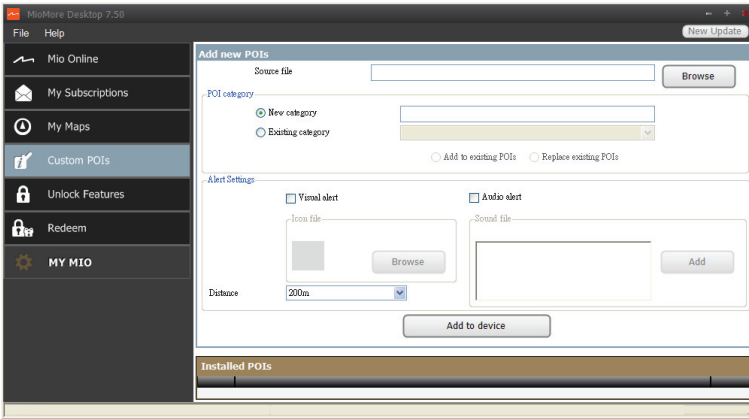 MioMore Desktop 7.50
File Help
New Update
Mio Online
My Subscriptions
My Maps
Custom POIs
Unlock Features
Redeem
MY MIO
Add new POIs
Source file
Browse
POI category
New category
Existing category
Add to existing POIs Replace existing POIs
Alert Settings
Visual alert Audio alert
Icon file Sound file
Browse Add
Distance 200m
Add to device
Installed POIs